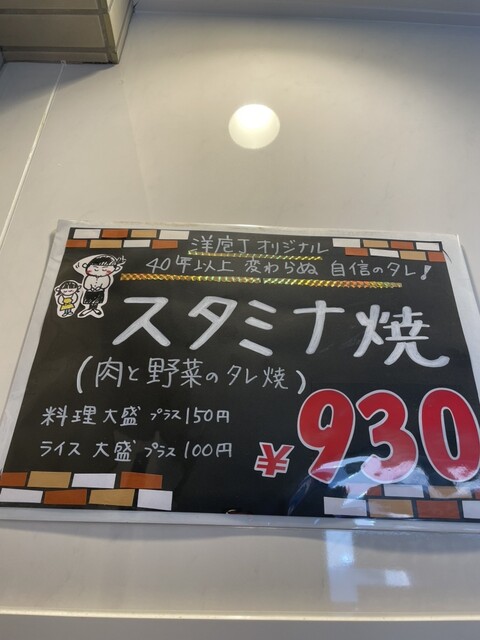 洋庖丁オリジナル
40年以上 変わらぬ 自信のタレ!
スタミナ焼
(肉と野菜のタレ焼)
料理 大盛 プラス150円
ライス 大盛 プラス100円
¥930